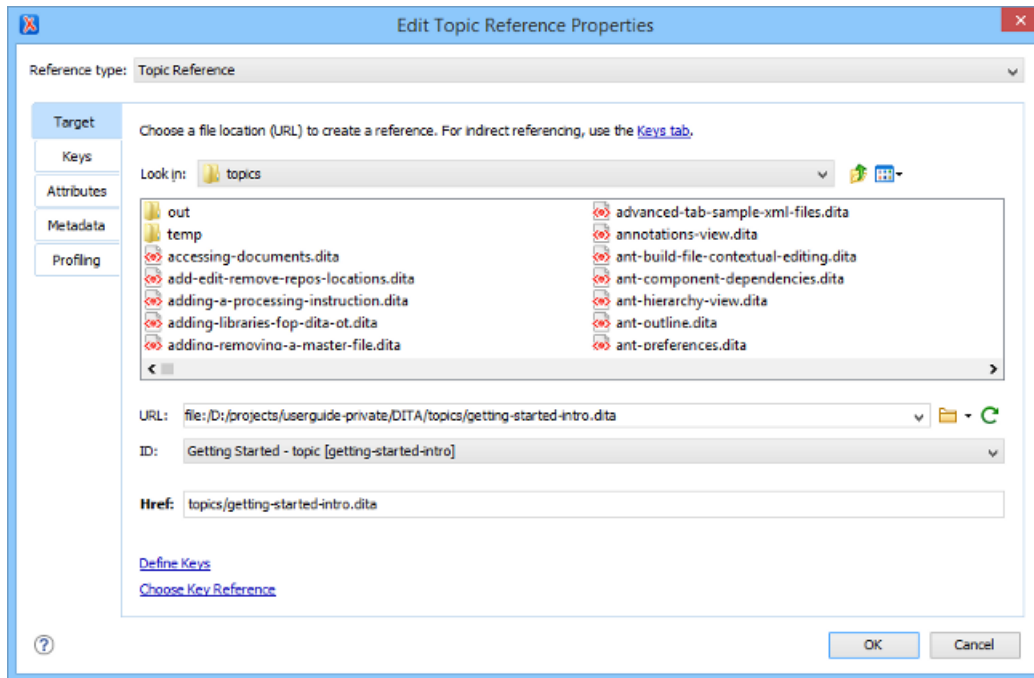 Edit Topic Reference Properties
Reference type: Topic Reference
Target
Keys
Attributes
Metadata
Profiling
Choose a file location (URL) to create a reference. For indirect referencing, use the Keys tab.
Look in: topics
out
temp
accessing-documents.dita
add-edit-remove-repos-locations.dita
adding-a-processing-instruction.dita
adding-libraries-fop-dita-ot.dita
adding-removing-a-master-file.dita
advanced-tab-sample-xml-files.dita
annotations-view.dita
ant-build-file-contextual-editing.dita
ant-component-dependencies.dita
ant-hierarchy-view.dita
ant-outline.dita
ant-preferences.dita
URL: file:/D:/projects/userguide-private/DITA/topics/getting-started-intro.dita
ID: Getting Started - topic [getting-started-intro]
Href: topics/getting-started-intro.dita
Define Keys
Choose Key Reference
OK Cancel